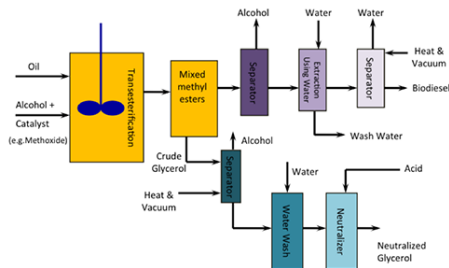 Alcohol
Water
Water
Oil
Alcohol +
Catalyst
(e.g.Methoxide)
Transesterification
Mixed
methyl
esters
Separator
Extraction
Using Water
Separator
Heat &
Vacuum
Biodiesel
Wash Water
Crude
Glycerol
Alcohol
Separator
Heat &
Vacuum
Water
Acid
Water Wash
Neutralizer
Neutralized
Glycerol